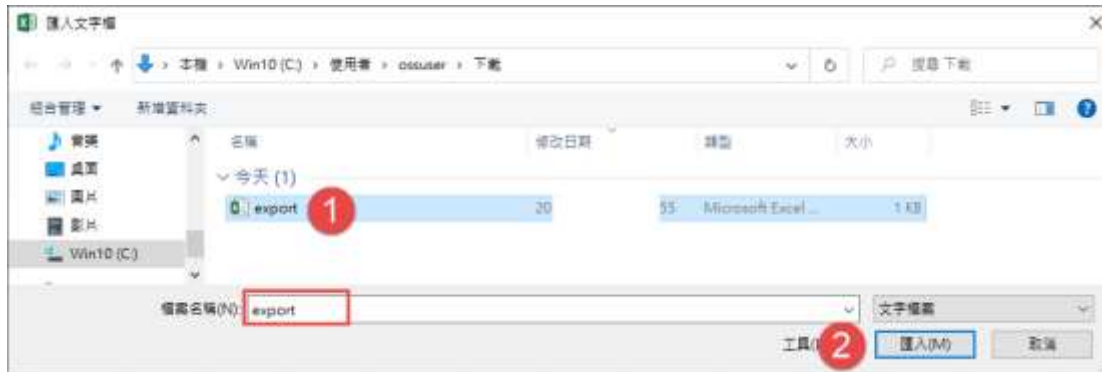 匯入文字檔
本機 › Win10 (C:) › 使用者 › ossuser › 下載
搜尋 下載
組合管理 新增資料夾
音樂
桌面
圖片
影片
Win10 (C:)
名稱 修改日期 類型 大小
今天 (1)
export 1 20 55 Microsoft Excel ... 1 KB
檔案名稱(N): export
文字檔案
工具( 2 匯入(M) 取消